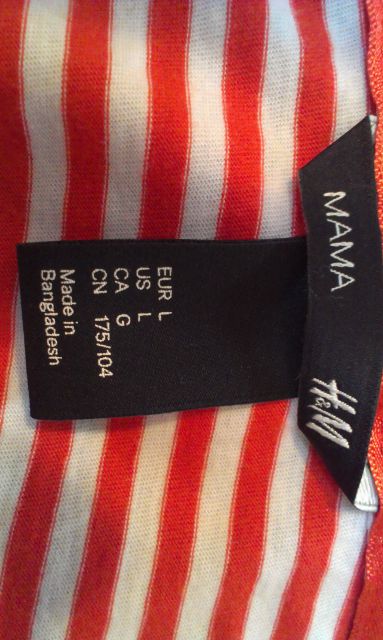 MAMA
H&M
EUR L
US L
CA G
CN 175/104
Made in
Bangladesh